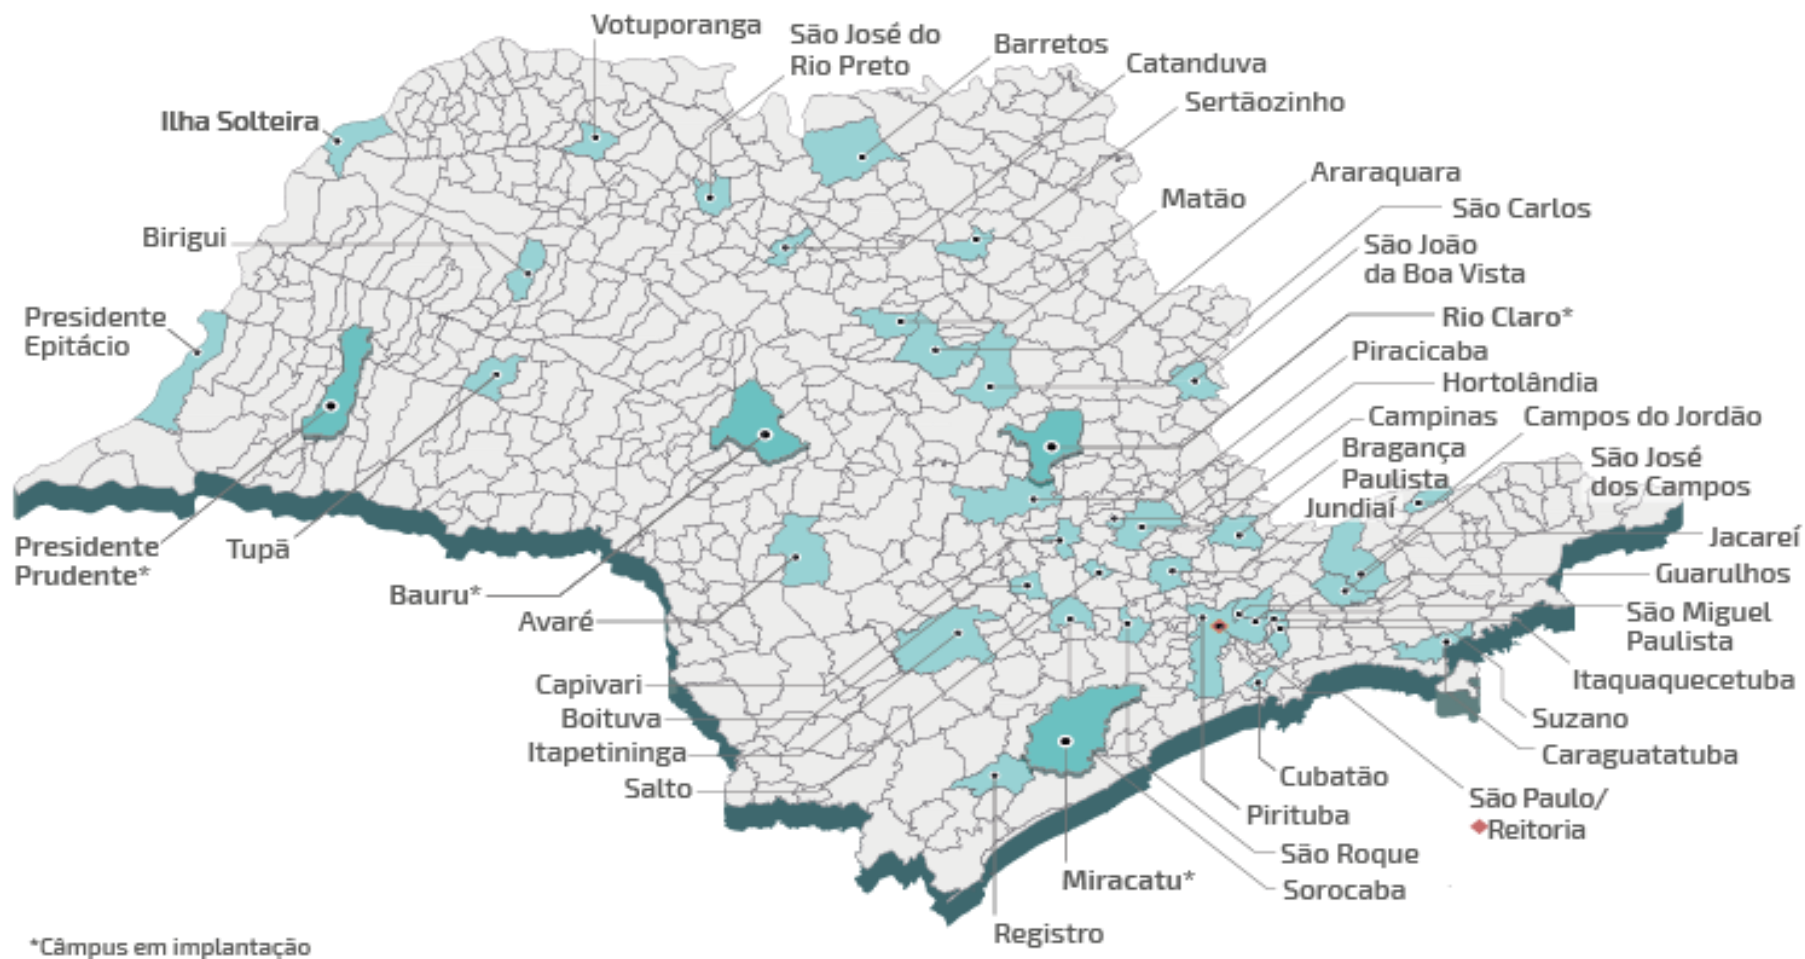 Votuporanga
São José do
Rio Preto
Barretos
Catanduva
Sertãozinho
Ilha Solteira
Araraquara
Matão
São Carlos
São João
da Boa Vista
Birigui
Rio Claro*
Presidente
Epitácio
Piracicaba
Hortolândia
Campinas
Campos do Jordão
Bragança
Paulista
São José
dos Campos
Jundiaí
Jacareí
Presidente
Prudente*
Tupã
Guarulhos
Bauru*
Avaré
São Miguel
Paulista
Itaquaquecetuba
Capivari
Boituva
Suzano
Itapetininga
Caraguatatuba
Salto
Cubatão
São Paulo/
Reitoria
Pirituba
São Roque
Miracatu*
Sorocaba
Registro
*Câmpus em implantação